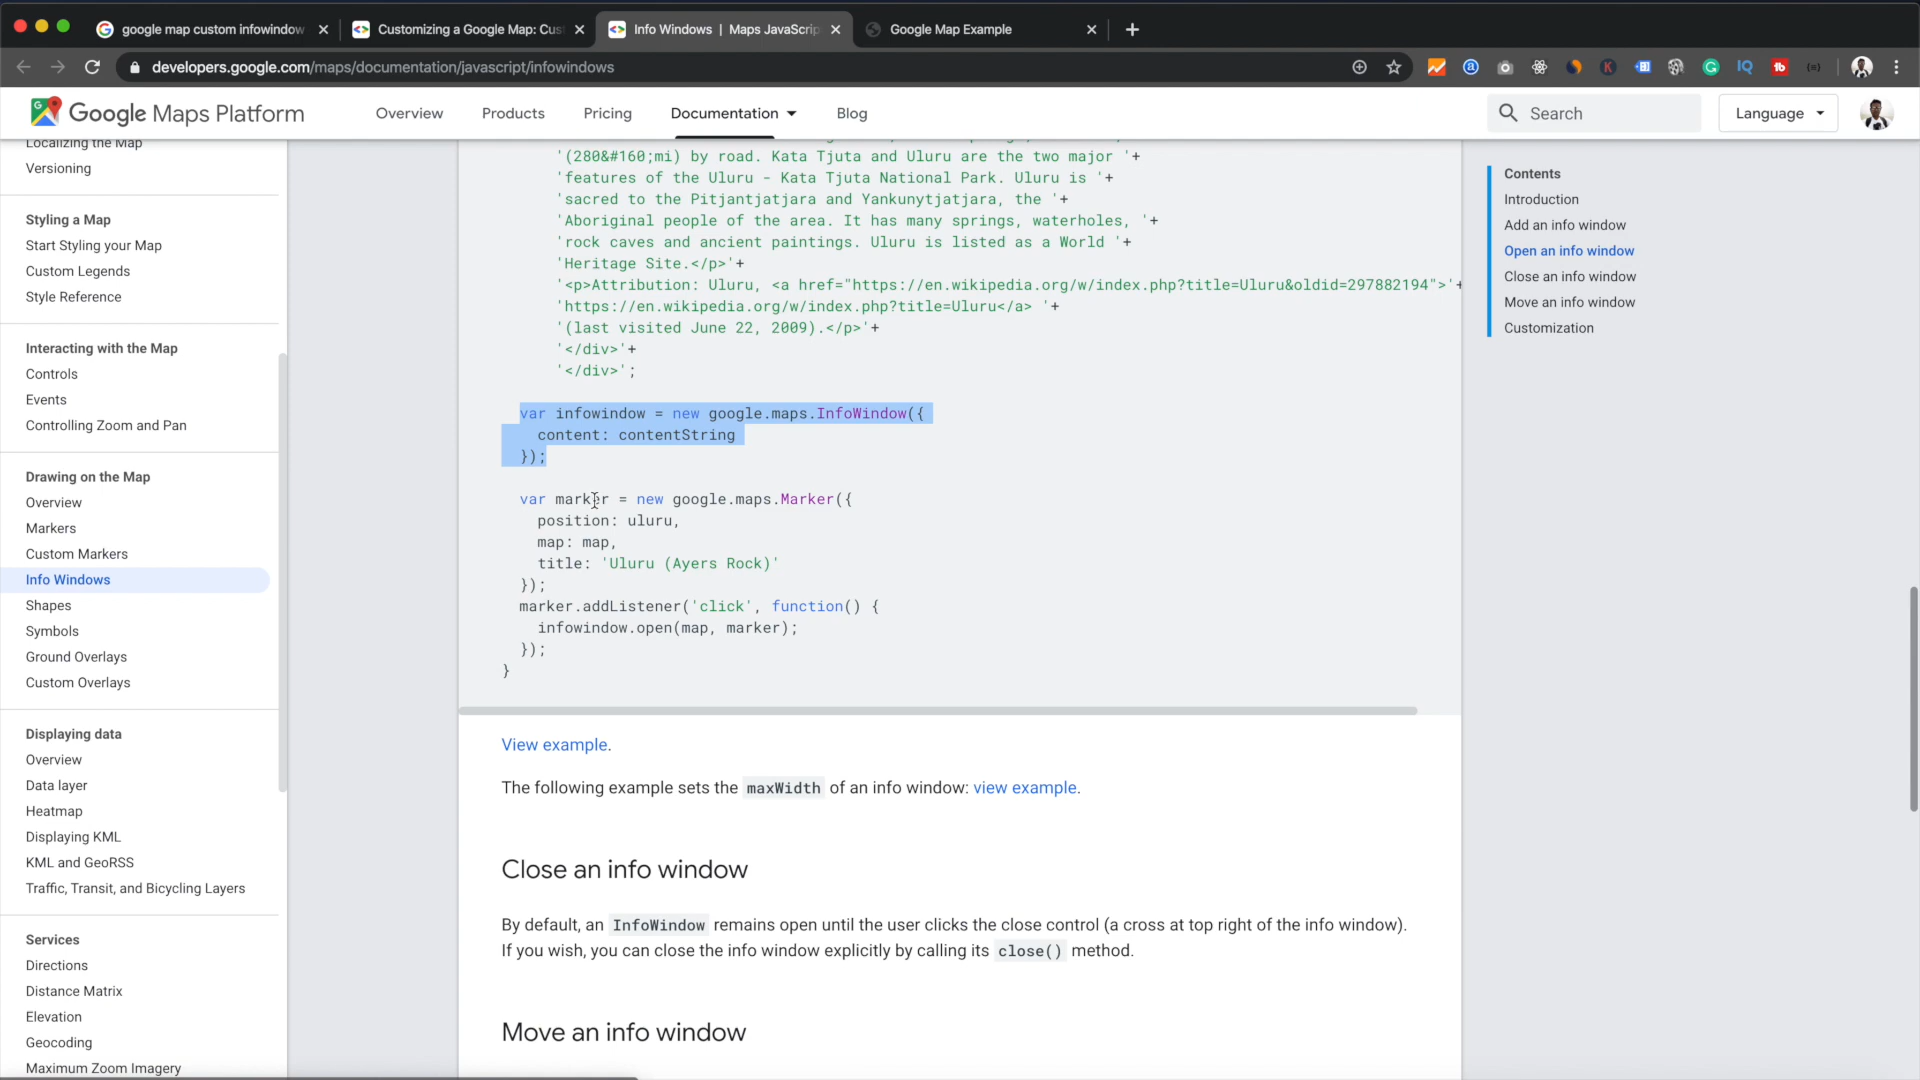 google map custom infowindow
Customizing a Google Map: Cus
Info Windows | Maps JavaScrip
Google Map Example
developers.google.com/maps/documentation/javascript/infowindows
Google Maps Platform
Overview
Products
Pricing
Documentation
Blog
Search
Language
Localizing the Map
Versioning
Styling a Map
Start Styling your Map
Custom Legends
Style Reference
Interacting with the Map
Controls
Events
Controlling Zoom and Pan
Drawing on the Map
Overview
Markers
Custom Markers
Info Windows
Shapes
Symbols
Ground Overlays
Custom Overlays
Displaying data
Overview
Data layer
Heatmap
Displaying KML
KML and GeoRSS
Traffic, Transit, and Bicycling Layers
Services
Directions
Distance Matrix
Elevation
Geocoding
Maximum Zoom Imagery
'(280&#160;mi) by road. Kata Tjuta and Uluru are the two major '+
'features of the Uluru - Kata Tjuta National Park. Uluru is '+
'sacred to the Pitjantjatjara and Yankunytjatjara, the '+
'Aboriginal people of the area. It has many springs, waterholes, '+
'rock caves and ancient paintings. Uluru is listed as a World '+
'Heritage Site.</p>'+
'<p>Attribution: Uluru, <a href="https://en.wikipedia.org/w/index.php?title=Uluru&oldid=297882194">'+
'https://en.wikipedia.org/w/index.php?title=Uluru</a> '+
'(last visited June 22, 2009).</p>'+
'</div>'+
'</div>';
var infowindow = new google.maps.InfoWindow({
content: contentString
});
var marker = new google.maps.Marker({
position: uluru,
map: map,
title: 'Uluru (Ayers Rock)'
});
marker.addListener('click', function() {
infowindow.open(map, marker);
});
}
View example.
The following example sets the maxWidth of an info window: view example.
Close an info window
By default, an InfoWindow remains open until the user clicks the close control (a cross at top right of the info window).
If you wish, you can close the info window explicitly by calling its close() method.
Move an info window
Contents
Introduction
Add an info window
Open an info window
Close an info window
Move an info window
Customization